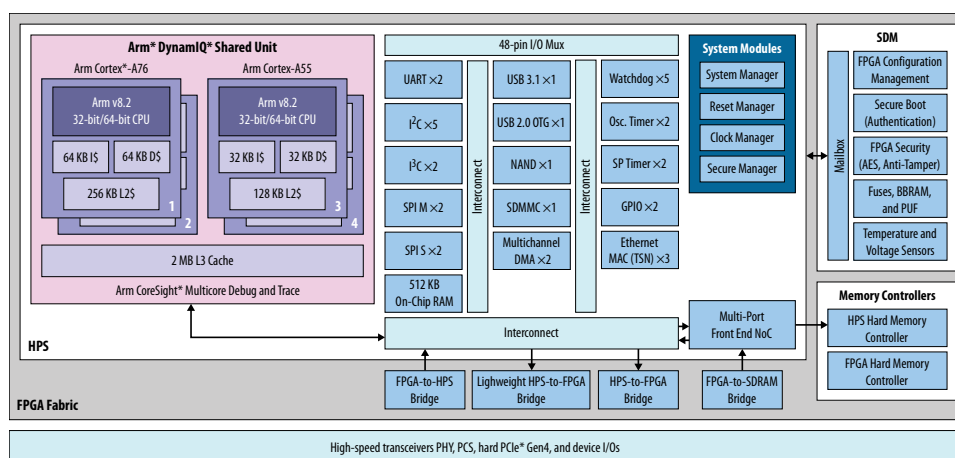 Arm* DynamIQ* Shared Unit
Arm Cortex*-A76
Arm v8.2
32-bit/64-bit CPU
64 KB I$
64 KB D$
256 KB L2$
1
2
Arm Cortex-A55
Arm v8.2
32-bit/64-bit CPU
32 KB I$
32 KB D$
128 KB L2$
3
4
2 MB L3 Cache
Arm CoreSight* Multicore Debug and Trace
HPS
48-pin I/O Mux
UART ×2
I²C ×5
I³C ×2
SPI M ×2
SPI S ×2
512 KB
On-Chip RAM
Interconnect
USB 3.1 ×1
USB 2.0 OTG ×1
NAND ×1
SDMMC ×1
Multichannel
DMA ×2
Interconnect
Watchdog ×5
Osc. Timer ×2
SP Timer ×2
GPIO ×2
Ethernet
MAC (TSN) ×3
System Modules
System Manager
Reset Manager
Clock Manager
Secure Manager
Interconnect
Multi-Port
Front End NoC
SDM
Mailbox
FPGA Configuration
Management
Secure Boot
(Authentication)
FPGA Security
(AES, Anti-Tamper)
Fuses, BBRAM,
and PUF
Temperature and
Voltage Sensors
Memory Controllers
HPS Hard Memory
Controller
FPGA Hard Memory
Controller
FPGA-to-HPS
Bridge
Lighweight HPS-to-FPGA
Bridge
HPS-to-FPGA
Bridge
FPGA-to-SDRAM
Bridge
FPGA Fabric
High-speed transceivers PHY, PCS, hard PCIe* Gen4, and device I/Os